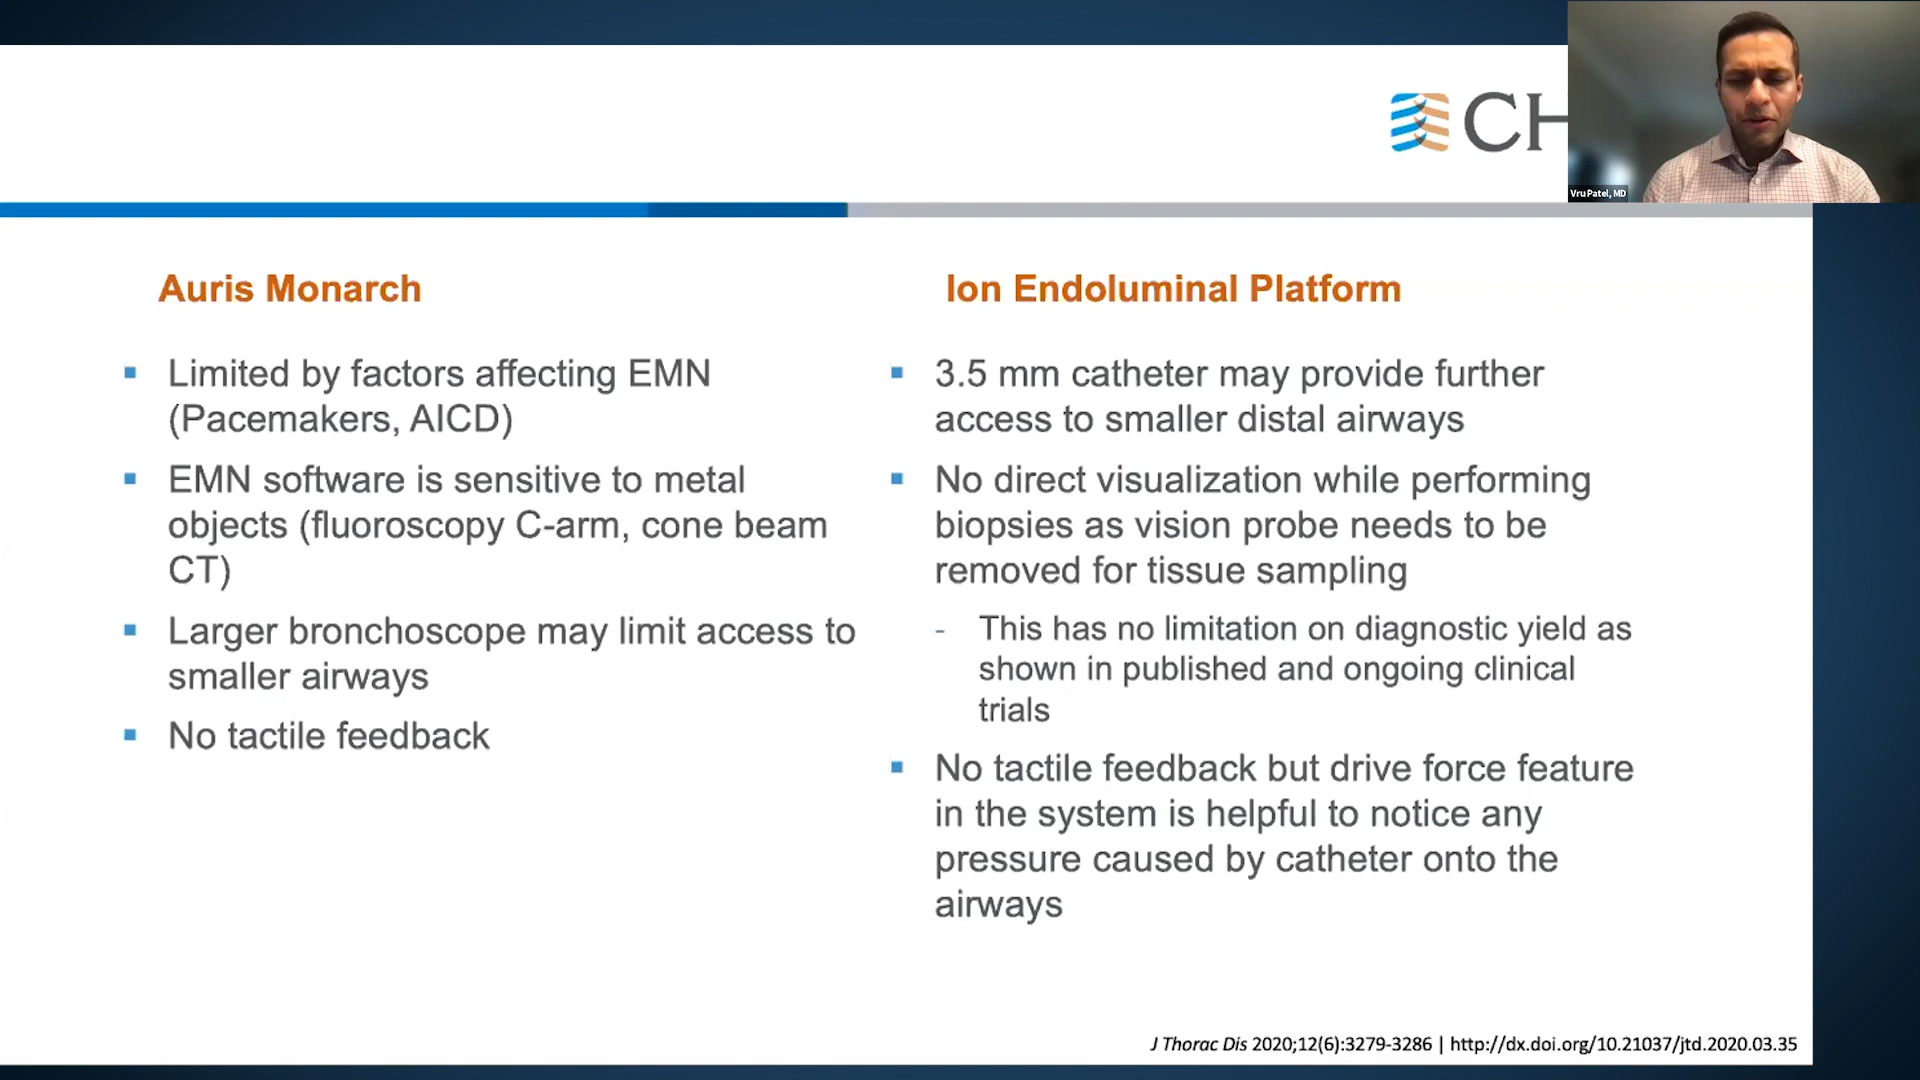 CH
Vru Patel, MD
Auris Monarch
Limited by factors affecting EMN
(Pacemakers, AICD)
EMN software is sensitive to metal
objects (fluoroscopy C-arm, cone beam
CT)
Larger bronchoscope may limit access to
smaller airways
No tactile feedback
Ion Endoluminal Platform
3.5 mm catheter may provide further
access to smaller distal airways
No direct visualization while performing
biopsies as vision probe needs to be
removed for tissue sampling
- This has no limitation on diagnostic yield as
shown in published and ongoing clinical
trials
No tactile feedback but drive force feature
in the system is helpful to notice any
pressure caused by catheter onto the
airways
J Thorac Dis 2020;12(6):3279-3286 | http://dx.doi.org/10.21037/jtd.2020.03.35